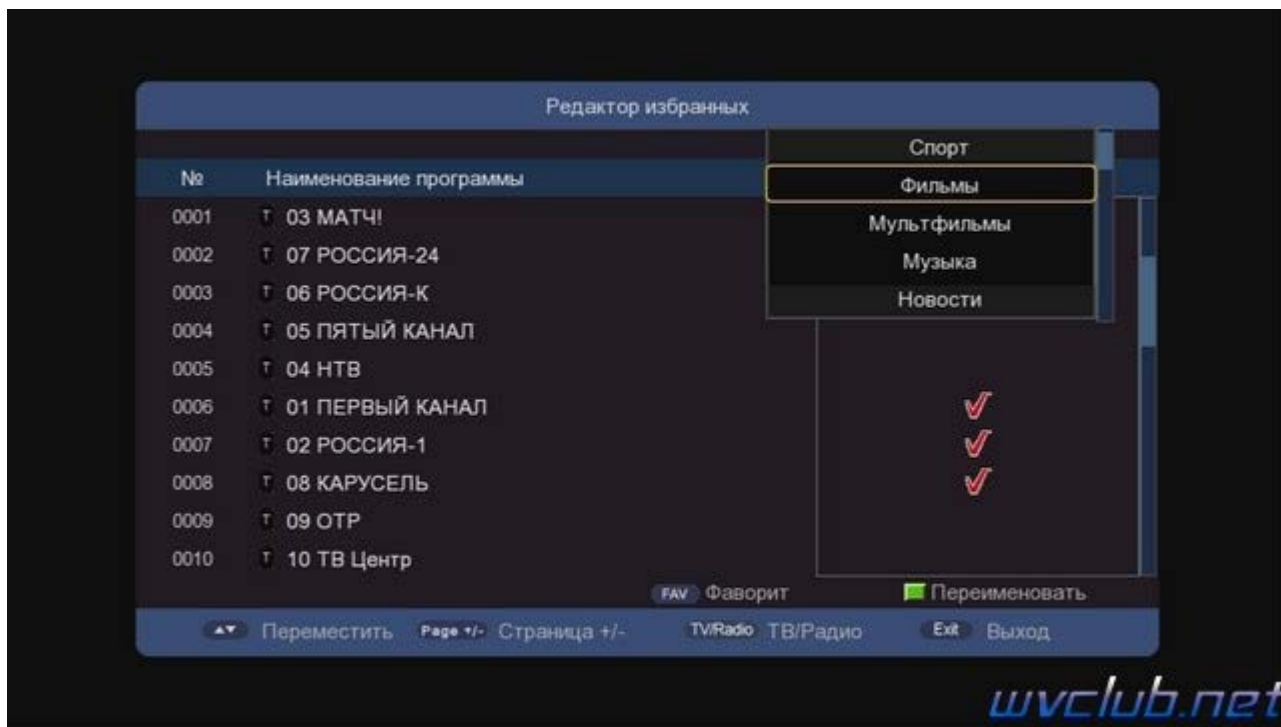 Редактор избранных
Спорт
№ Наименование программы
Фильмы
0001 T 03 МАТЧ!
Мультфильмы
0002 T 07 РОССИЯ-24
Музыка
0003 T 06 РОССИЯ-К
Новости
0004 T 05 ПЯТЫЙ КАНАЛ
0005 T 04 НТВ
0006 T 01 ПЕРВЫЙ КАНАЛ
0007 T 02 РОССИЯ-1
0008 T 08 КАРУСЕЛЬ
0009 T 09 ОТР
0010 T 10 ТВ Центр
FAV Фаворит Переименовать
Переместить Page +/- Страница +/- TV/Radio ТВ/Радио Exit Выход
wvclub.net